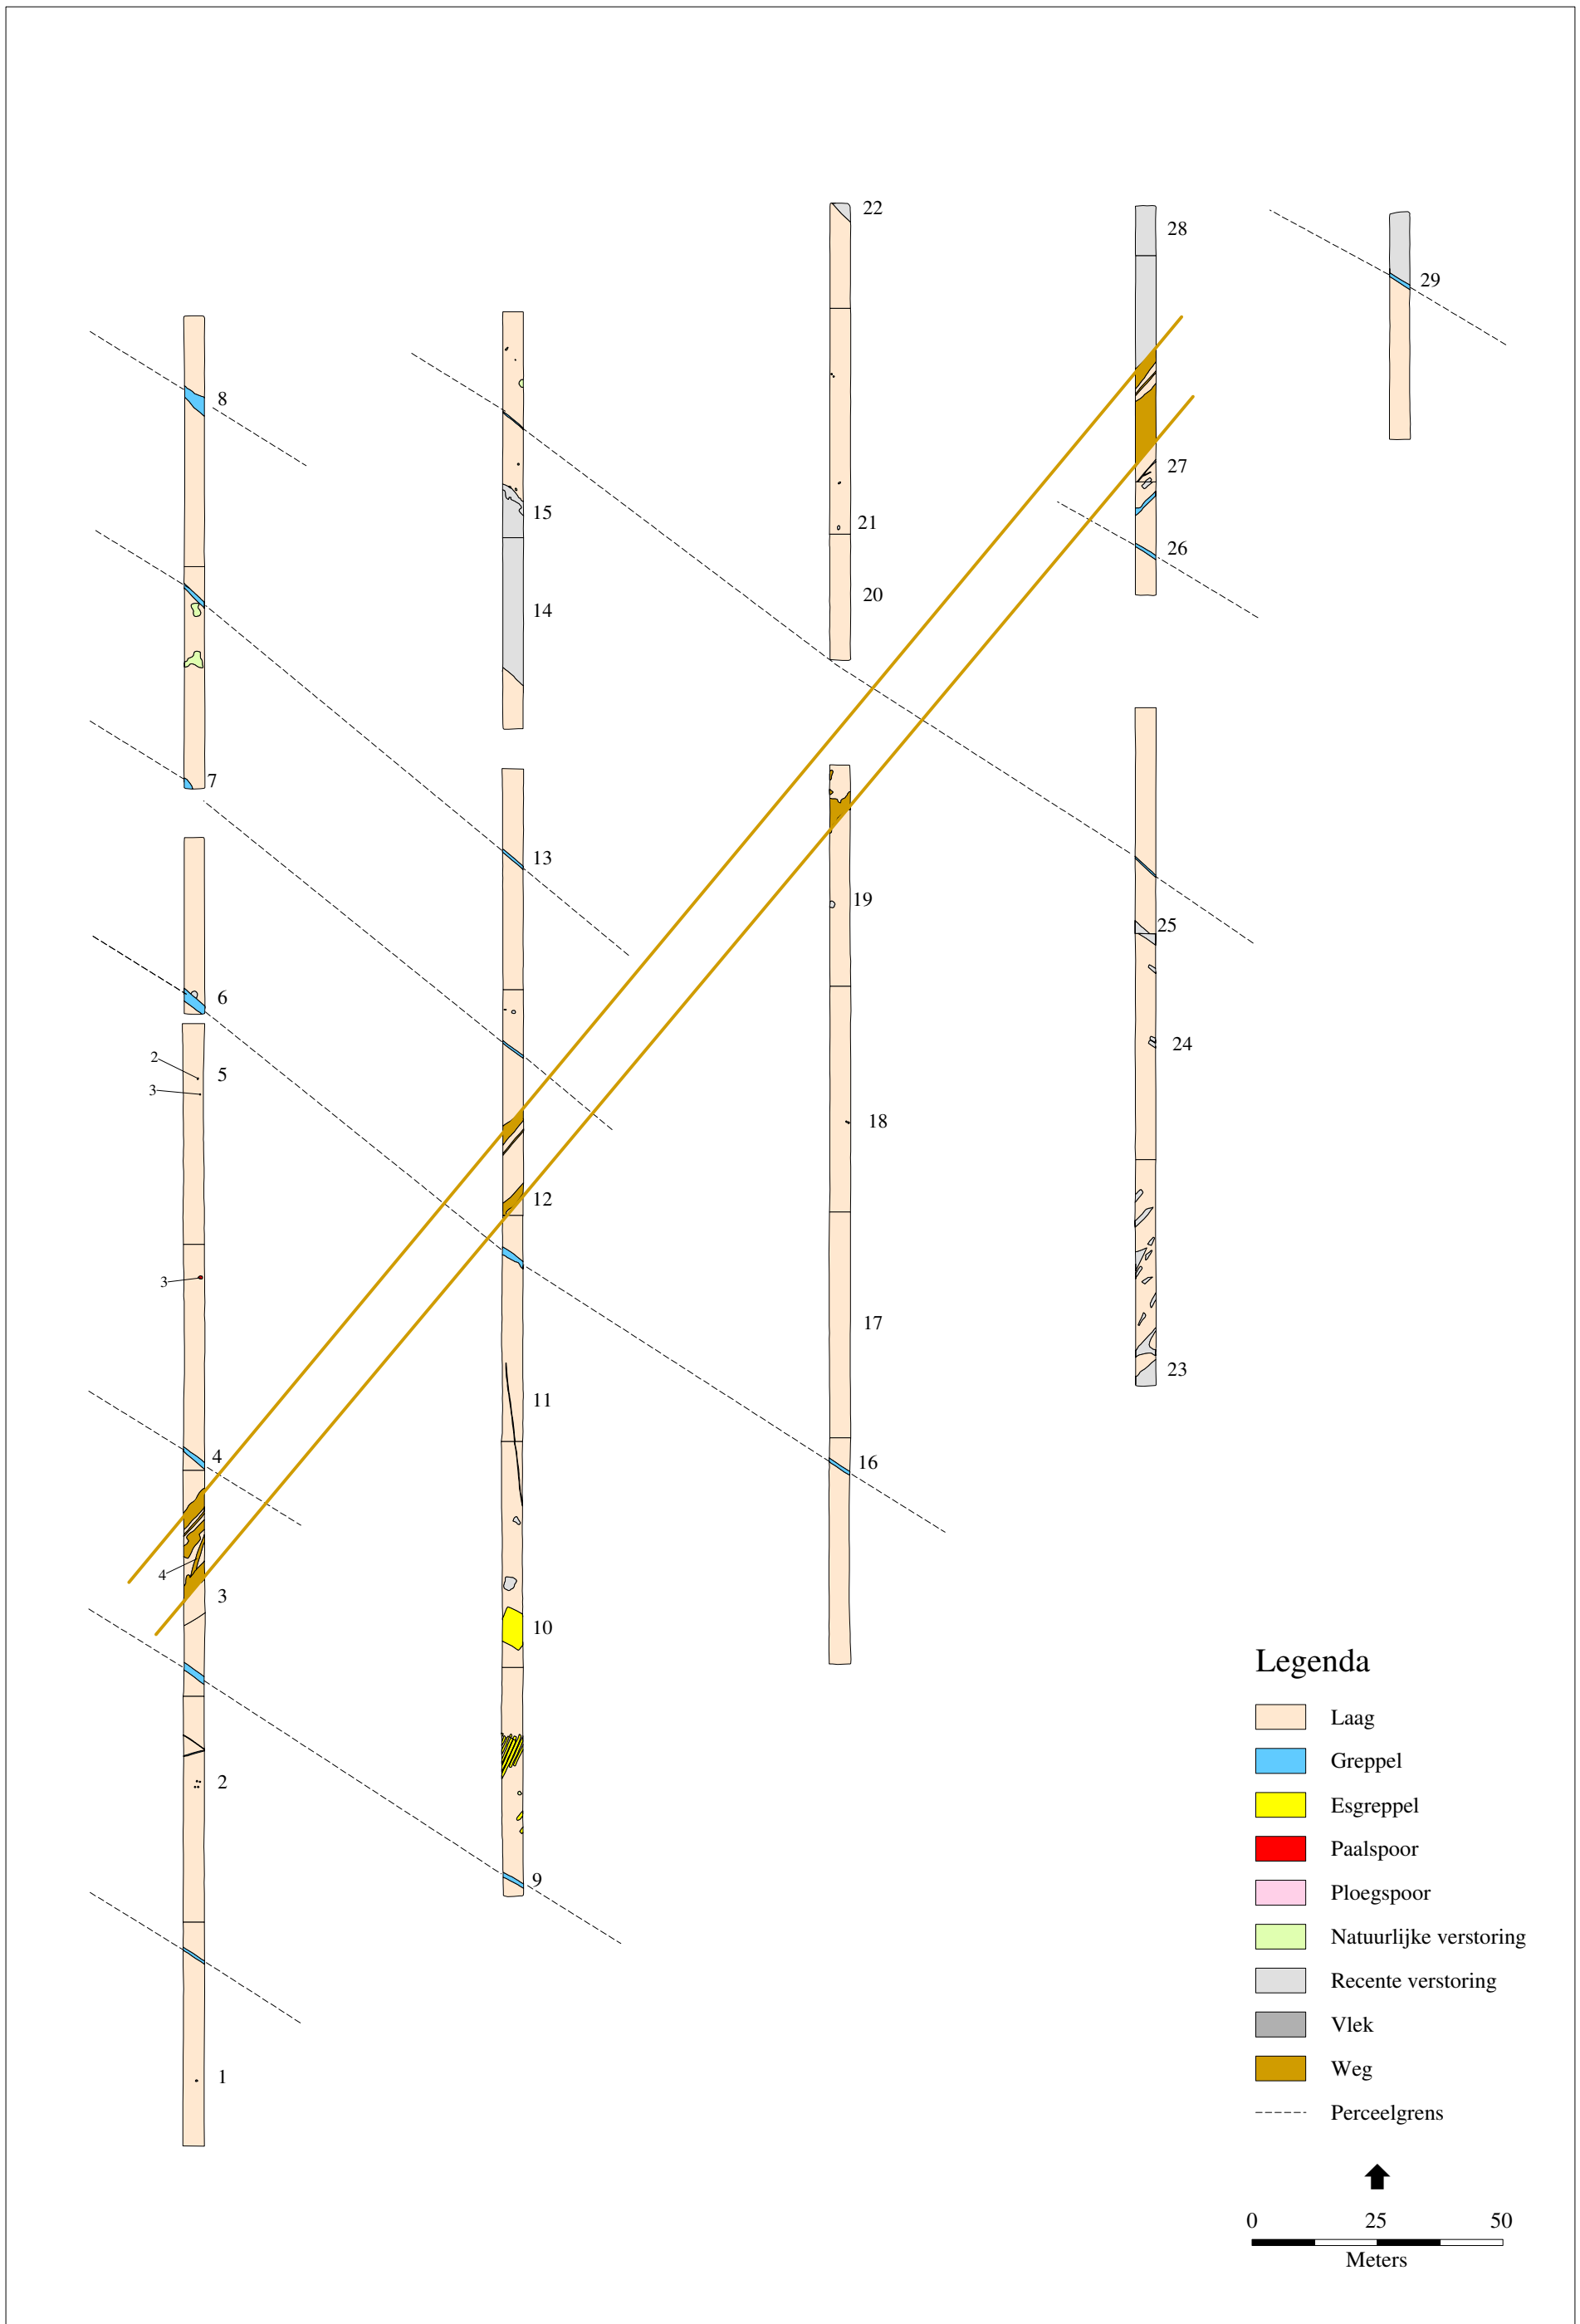 22
28
29
8
27
15
21
26
14
20
7
13
19
25
6
24
2
5
3
18
12
3
17
23
11
4
16
4
3
10
2
9
1
Legenda
Laag
Greppel
Esgreppel
Paalspoor
Ploegspoor
Natuurlijke verstoring
Recente verstoring
Vlek
Weg
Perceelgrens
0 25 50
Meters